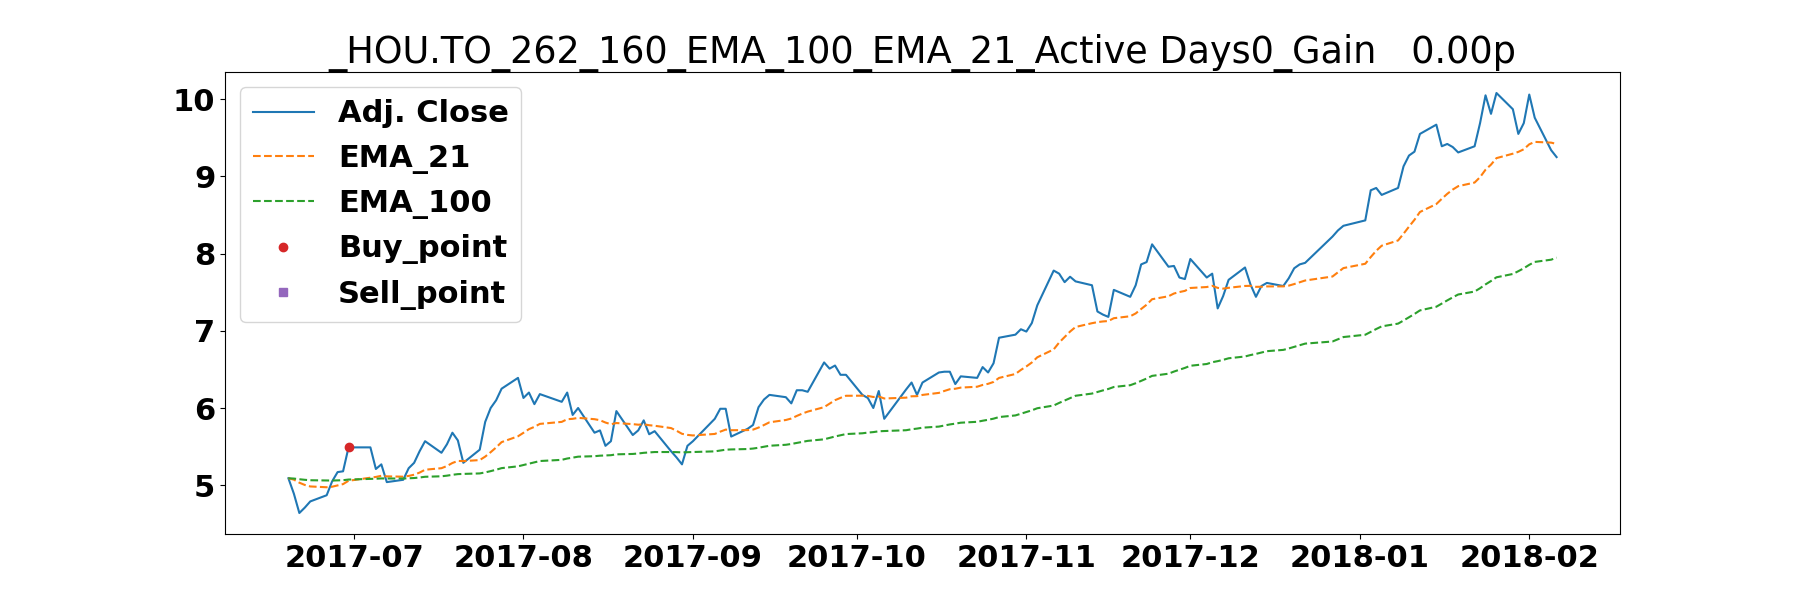 _HOU.TO_262_160_EMA_100_EMA_21_Active Days0_Gain   0.00p
10
9
8
7
6
5
Adj. Close
EMA_21
EMA_100
Buy_point
Sell_point
2017-07 2017-08 2017-09 2017-10 2017-11 2017-12 2018-01 2018-02